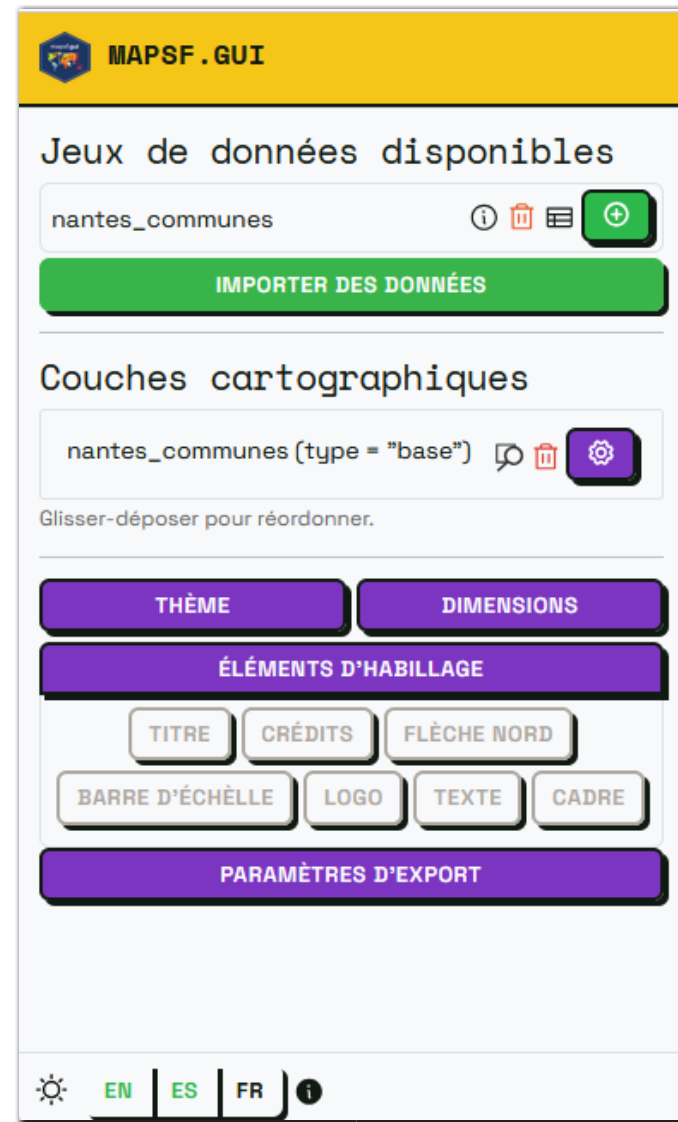 MAPSF.GUI
Jeux de données disponibles
nantes_communes
IMPORTER DES DONNÉES
Couches cartographiques
nantes_communes (type = "base")
Glisser-déposer pour réordonner.
THÈME DIMENSIONS
ÉLÉMENTS D'HABILLAGE
TITRE CRÉDITS FLÈCHE NORD
BARRE D'ÉCHÈLLE LOGO TEXTE CADRE
PARAMÈTRES D'EXPORT
EN ES FR